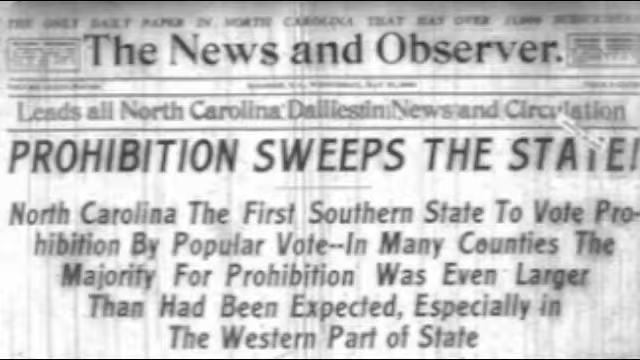 THE ONLY DAILY PAPER IN NORTH CAROLINA THAT HAS OVER
The News and Observer.
Leads all North Carolina Dailies in News and Circulation
PROHIBITION SWEEPS THE STATE!
North Carolina The First Southern State To Vote Pro-
hibition By Popular Vote--In Many Counties The
Majority For Prohibition Was Even Larger
Than Had Been Expected, Especially in
The Western Part of State